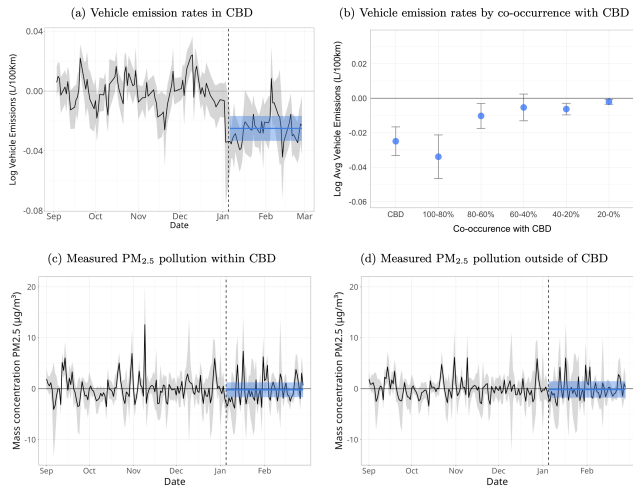 (a) Vehicle emission rates in CBD
Log Vehicle Emissions (L/100Km)
0.04
0.00
-0.04
-0.08
Sep Oct Nov Dec Jan Feb Mar
Date
(b) Vehicle emission rates by co-occurrence with CBD
Log Avg Vehicle Emissions (L/100km)
0.02
0.00
-0.02
-0.04
-0.06
CBD 100-80% 80-60% 60-40% 40-20% 20-0%
Co-occurence with CBD
(c) Measured PM2.5 pollution within CBD
Mass concentration PM2.5 (μg/m³)
20
10
0
-10
Sep Oct Nov Dec Jan Feb
Date
(d) Measured PM2.5 pollution outside of CBD
Mass concentration PM2.5 (μg/m³)
20
10
0
-10
Sep Oct Nov Dec Jan Feb
Date